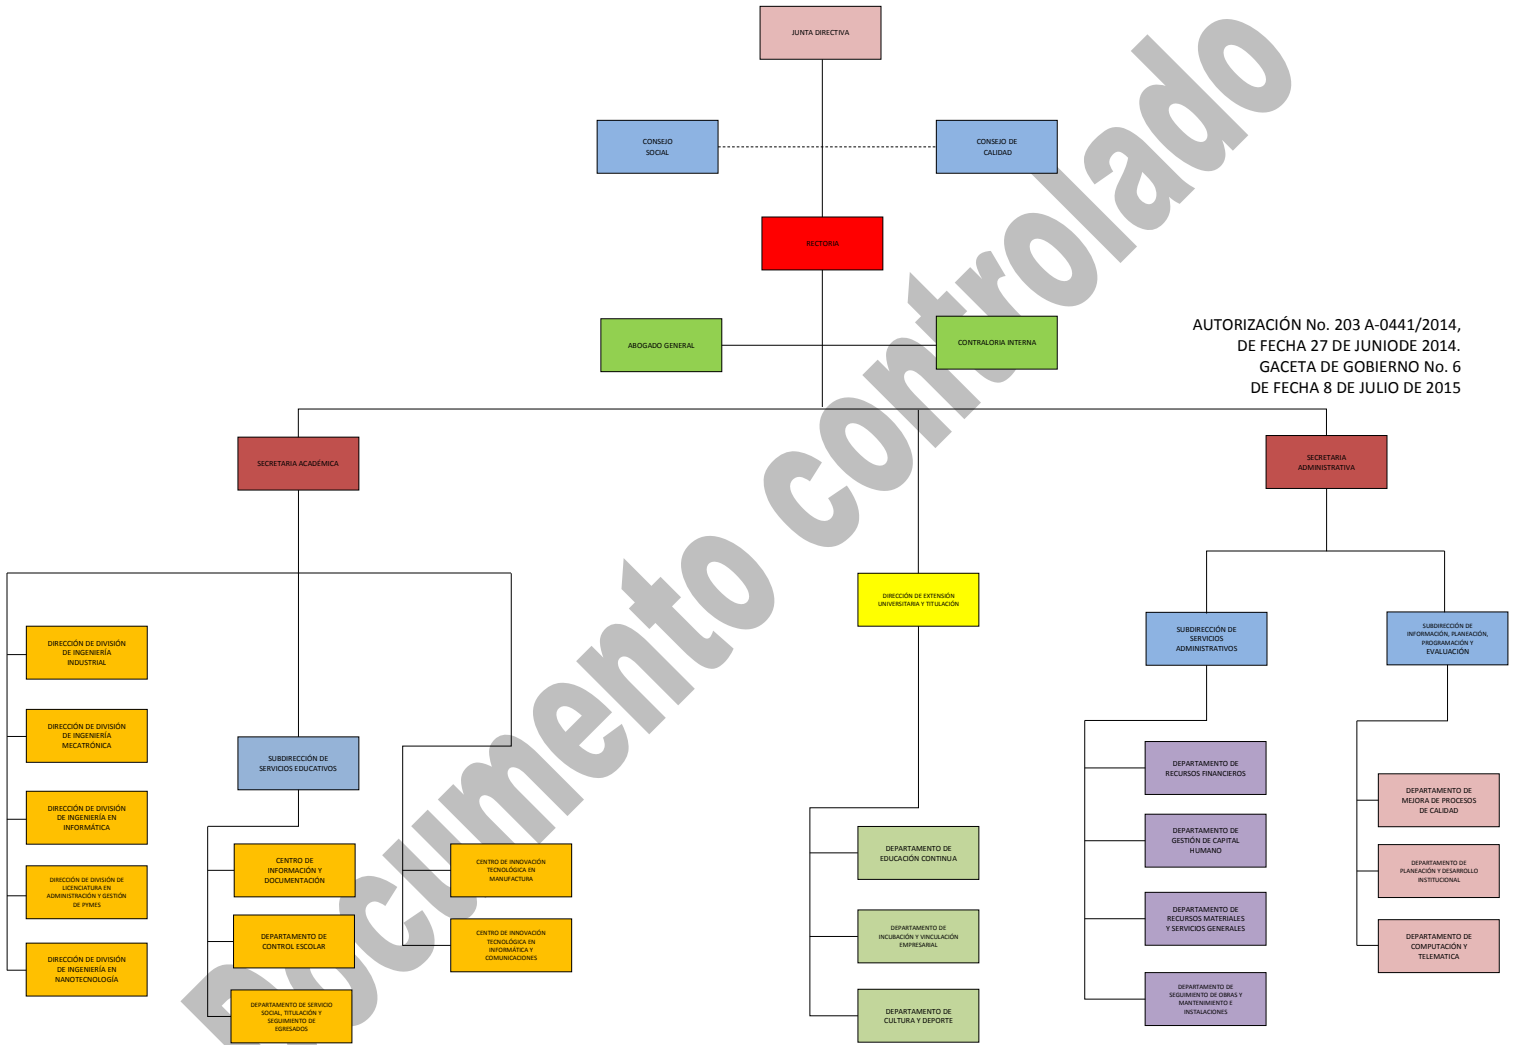 JUNTA DIRECTIVA
CONSEJO
SOCIAL
CONSEJO DE
CALIDAD
RECTORIA
ABOGADO GENERAL
CONTRALORIA INTERNA
AUTORIZACIÓN No. 203 A-0441/2014,
DE FECHA 27 DE JUNIODE 2014.
GACETA DE GOBIERNO No. 6
DE FECHA 8 DE JULIO DE 2015
SECRETARIA ACADÉMICA
SECRETARIA
ADMINISTRATIVA
DIRECCIÓN DE DIVISIÓN
DE INGENIERÍA
INDUSTRIAL
DIRECCIÓN DE DIVISIÓN
DE INGENIERÍA
MECATRÓNICA
DIRECCIÓN DE DIVISIÓN
DE INGENIERÍA EN
INFORMÁTICA
DIRECCIÓN DE DIVISIÓN DE
LICENCIATURA EN
ADMINISTRACIÓN Y GESTIÓN
DE PYMES
DIRECCIÓN DE DIVISIÓN
DE INGENIERÍA EN
NANOTECNOLOGÍA
SUBDIRECCIÓN DE
SERVICIOS EDUCATIVOS
CENTRO DE
INFORMACIÓN Y
DOCUMENTACIÓN
DEPARTAMENTO DE
CONTROL ESCOLAR
DEPARTAMENTO DE SERVICIO
SOCIAL, TITULACIÓN Y
SEGUIMIENTO DE
EGRESADOS
CENTRO DE INNOVACIÓN
TECNOLÓGICA EN
MANUFACTURA
CENTRO DE INNOVACIÓN
TECNOLÓGICA EN
INFORMÁTICA Y
COMUNICACIONES
DIRECCIÓN DE EXTENSIÓN
UNIVERSITARIA Y TITULACIÓN
DEPARTAMENTO DE
EDUCACIÓN CONTINUA
DEPARTAMENTO DE
INCUBACIÓN Y VINCULACIÓN
EMPRESARIAL
DEPARTAMENTO DE
CULTURA Y DEPORTE
SUBDIRECCIÓN DE
SERVICIOS
ADMINISTRATIVOS
DEPARTAMENTO DE
RECURSOS FINANCIEROS
DEPARTAMENTO DE
GESTIÓN DE CAPITAL
HUMANO
DEPARTAMENTO DE
RECURSOS MATERIALES
Y SERVICIOS GENERALES
DEPARTAMENTO DE
SEGUIMIENTO DE OBRAS Y
MANTENIMIENTO E
INSTALACIONES
SUBDIRECCIÓN DE
INFORMACIÓN, PLANEACIÓN,
PROGRAMACIÓN Y
EVALUACIÓN
DEPARTAMENTO DE
MEJORA DE PROCESOS
DE CALIDAD
DEPARTAMENTO DE
PLANEACIÓN Y DESARROLLO
INSTITUCIONAL
DEPARTAMENTO DE
COMPUTACIÓN Y
TELEMATICA
Documento controlado